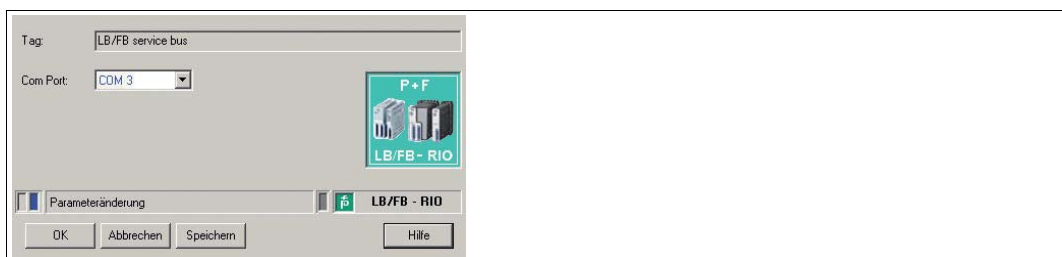 Tag: LB/FB service bus
Com Port: COM 3
P+F
LB/FB - RIO
Parameteränderung LB/FB - RIO
OK Abbrechen Speichern Hilfe